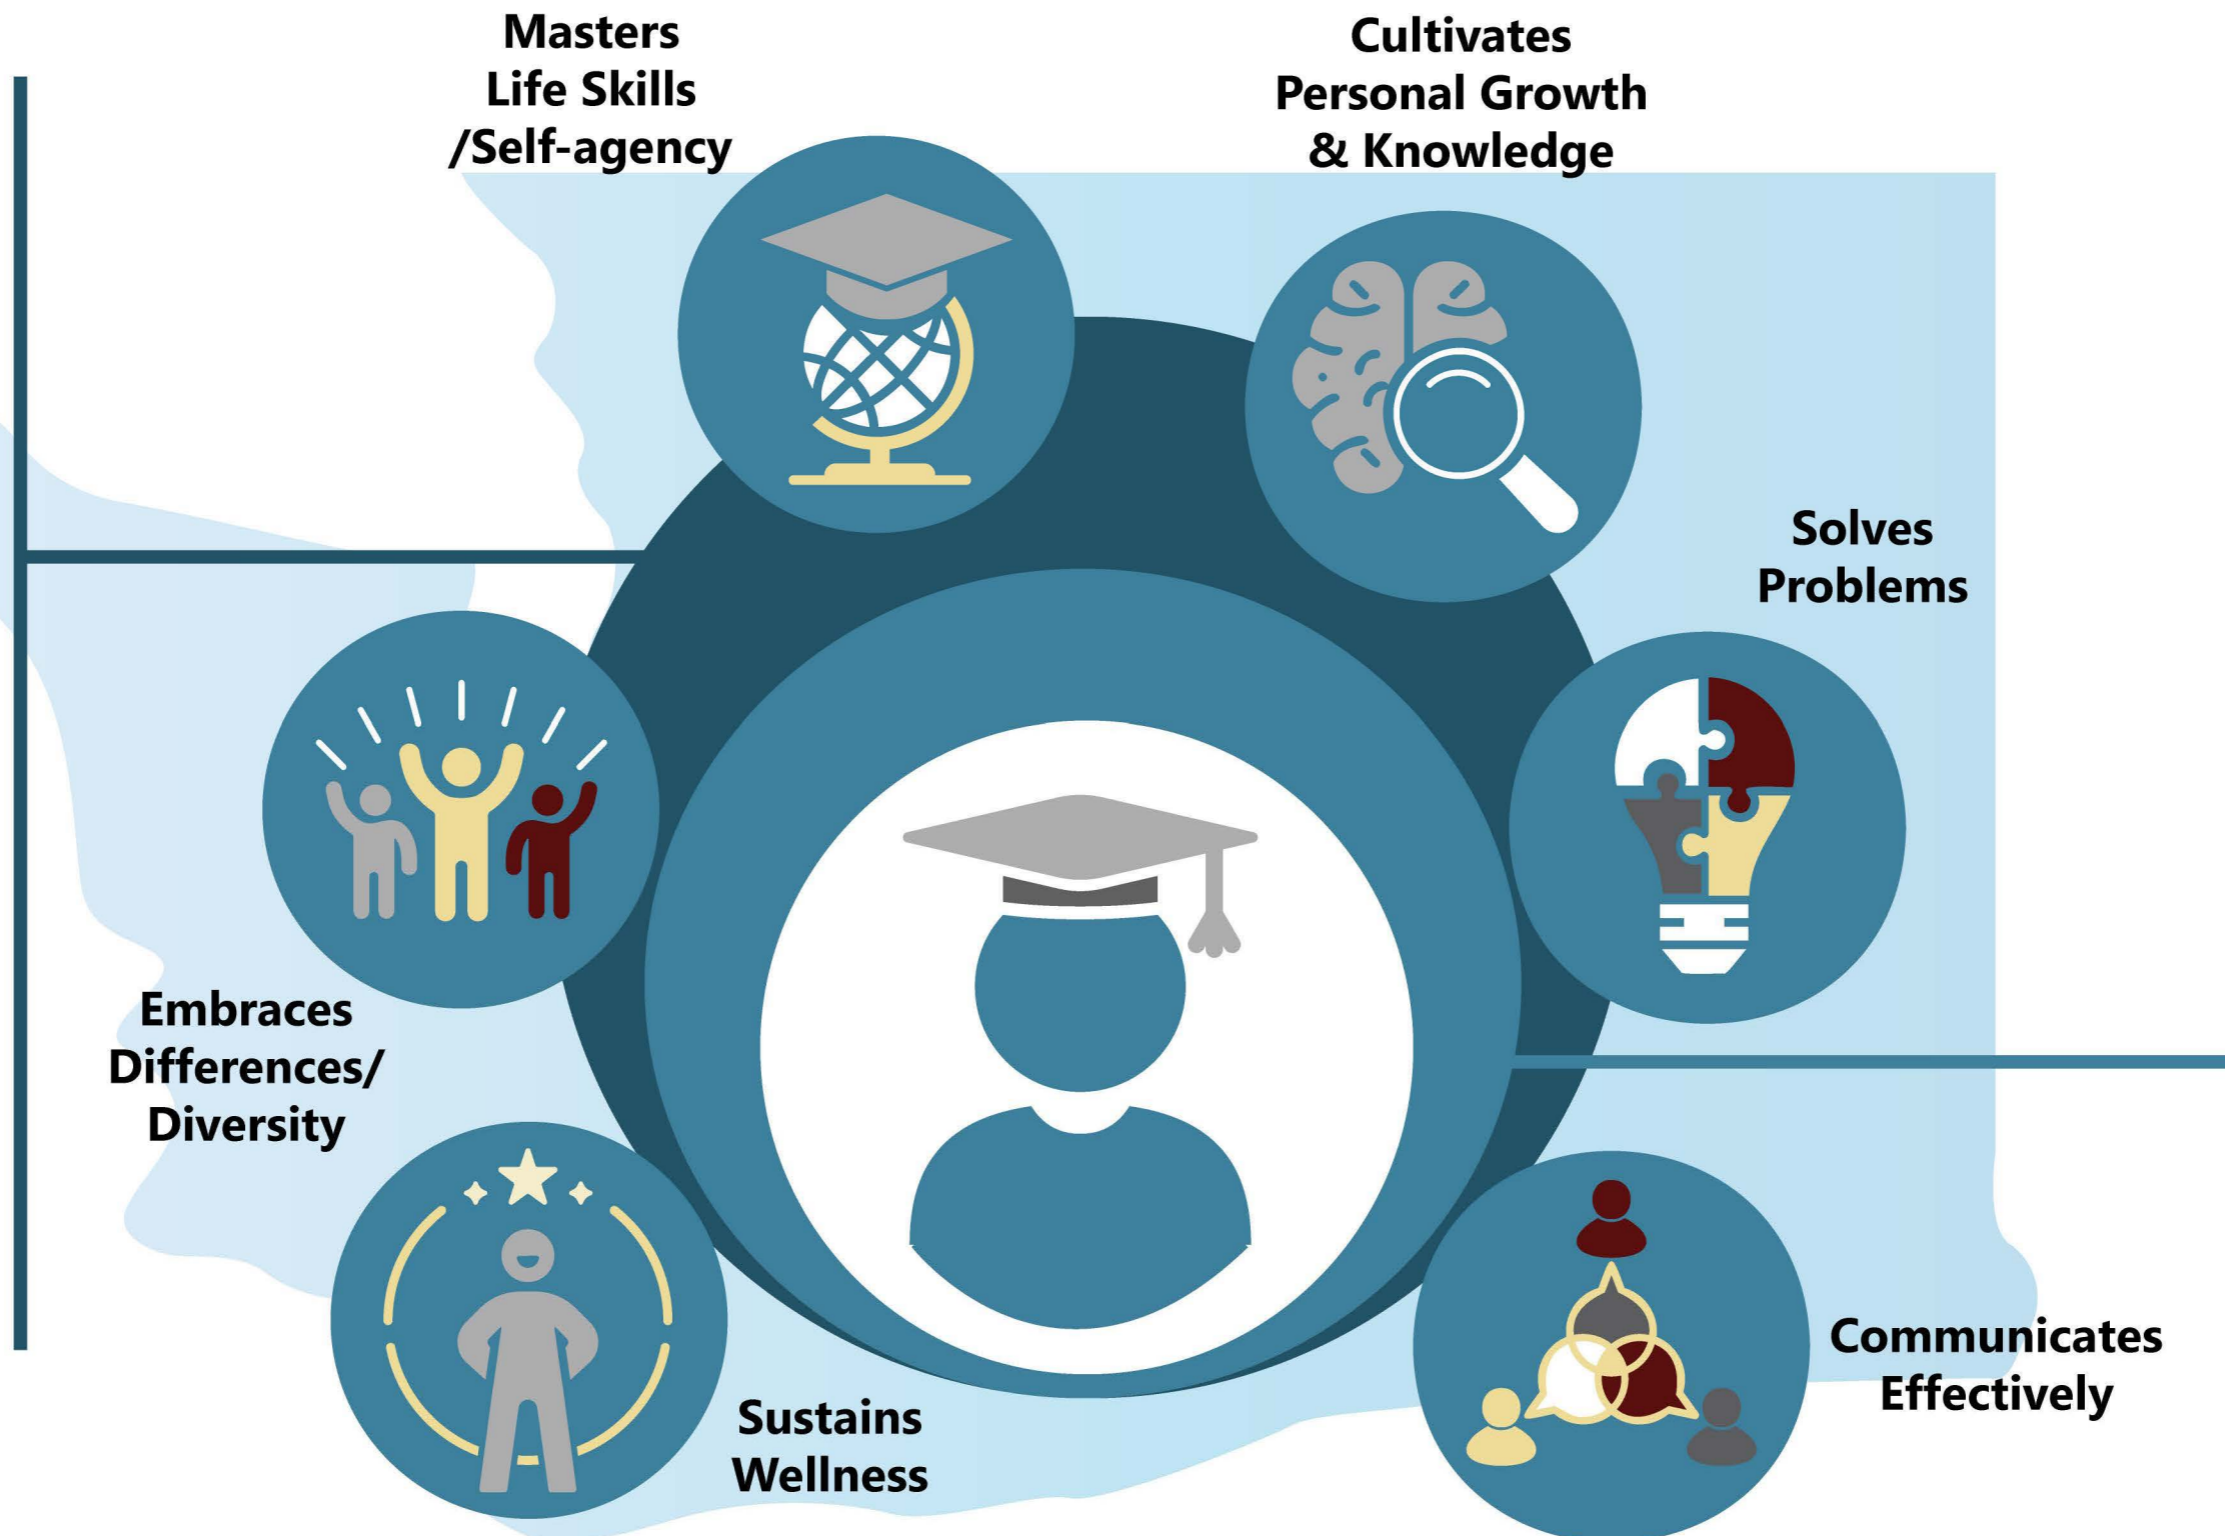 Masters
Life Skills
/Self-agency
Cultivates
Personal Growth
& Knowledge
Solves
Problems
Embraces
Differences/
Diversity
Communicates
Effectively
Sustains
Wellness